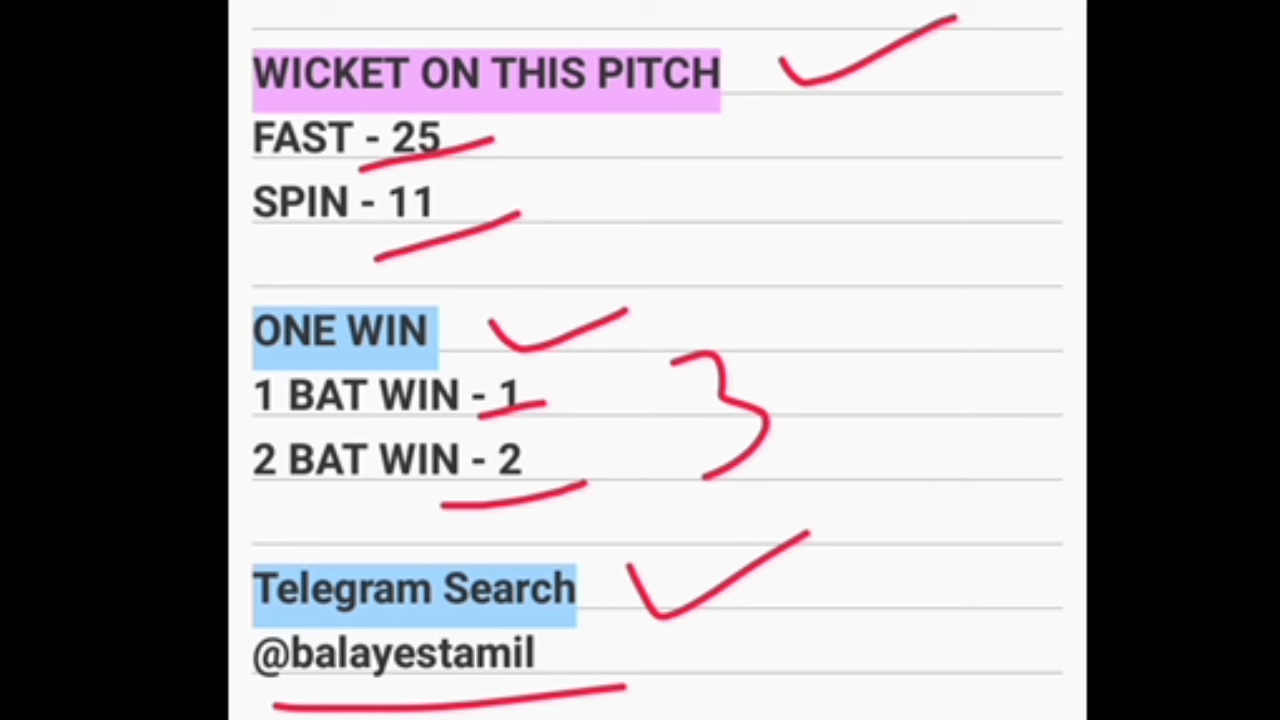 WICKET ON THIS PITCH
FAST - 25
SPIN - 11
ONE WIN
1 BAT WIN - 1
2 BAT WIN - 2
Telegram Search
@balayestamil